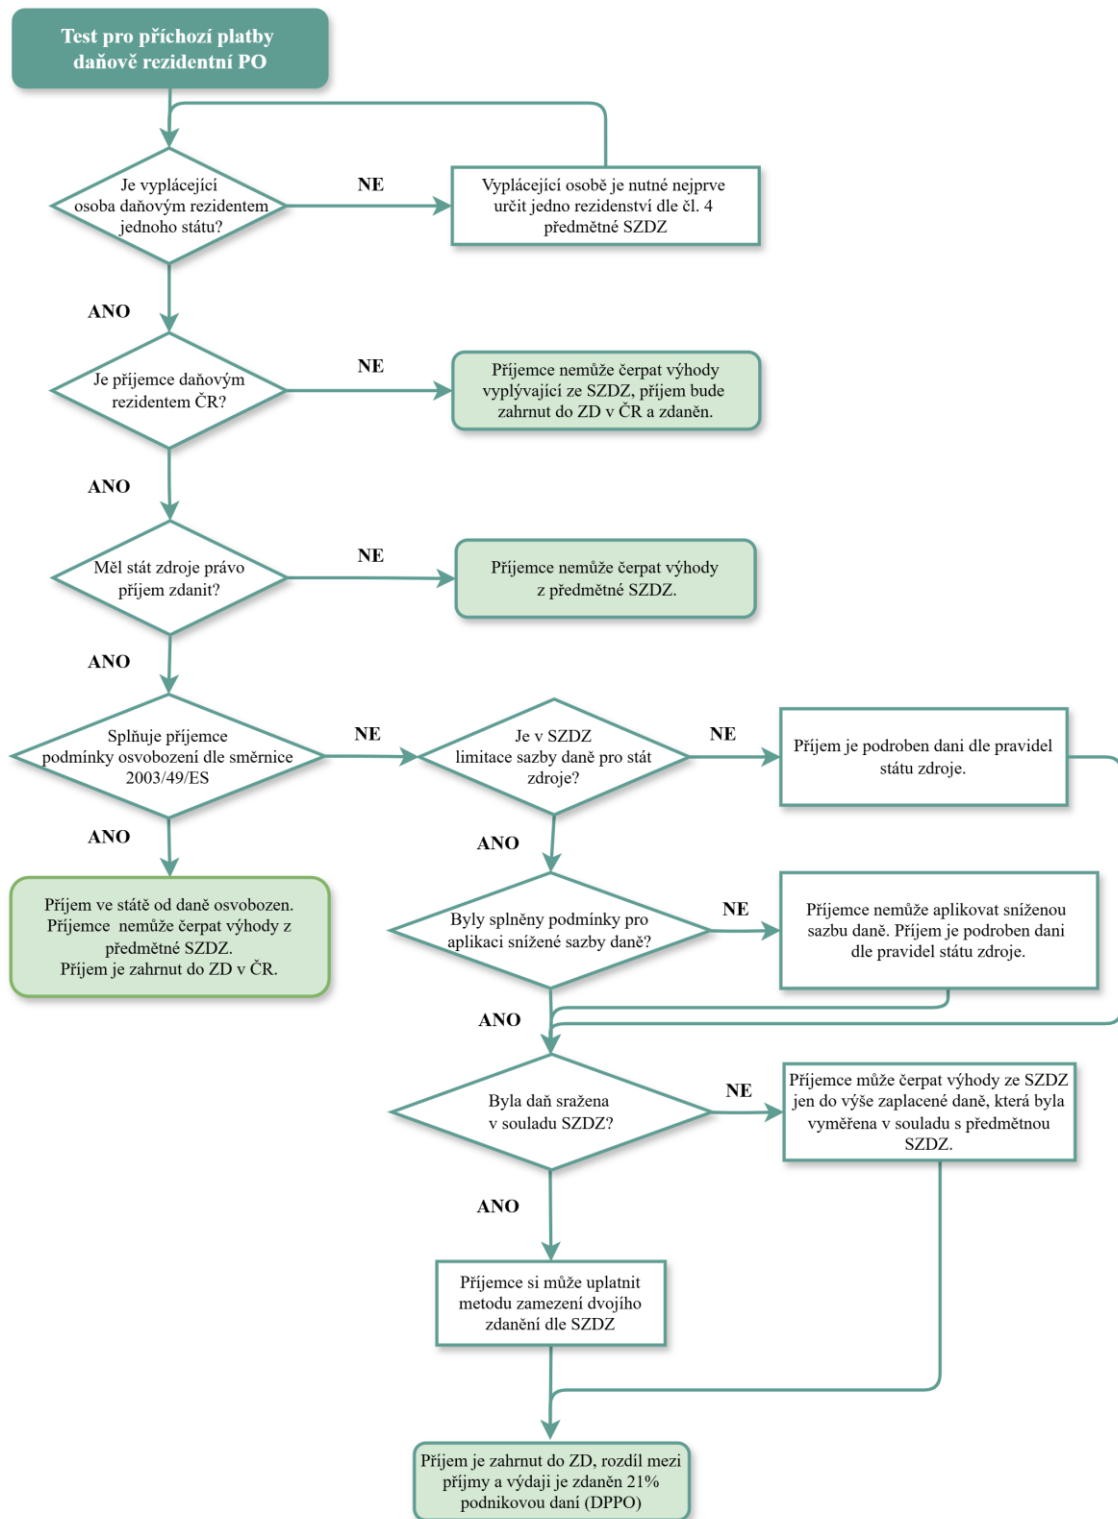 Test pro příchozí platby
daňově rezidentní PO
Je vyplácející
osoba daňovým rezidentem
jednoho státu?
NE
Vyplácející osobě je nutné nejprve
určit jedno rezidenství dle čl. 4
předmětné SZDZ
ANO
Je příjemce daňovým
rezidentem ČR?
NE
Příjemce nemůže čerpat výhody
vyplývající ze SZDZ, příjem bude
zahrnut do ZD v ČR a zdaněn.
ANO
Měl stát zdroje právo
příjem zdanit?
NE
Příjemce nemůže čerpat výhody
z předmětné SZDZ.
ANO
Splňuje příjemce
podmínky osvobození dle směrnice
2003/49/ES
NE
Je v SZDZ
limitace sazby daně pro stát
zdroje?
NE
Příjem je podroben dani dle pravidel
státu zdroje.
ANO
Příjem ve státě od daně osvobozen.
Příjemce  nemůže čerpat výhody z
předmětné SZDZ.
Příjem je zahrnut do ZD v ČR.
ANO
Byly splněny podmínky pro
aplikaci snížené sazby daně?
NE
Příjemce nemůže aplikovat sníženou
sazbu daně. Příjem je podroben dani
dle pravidel státu zdroje.
ANO
Byla daň sražena
v souladu SZDZ?
NE
Příjemce může čerpat výhody ze SZDZ
jen do výše zaplacené daně, která byla
vyměřena v souladu s předmětnou
SZDZ.
ANO
Příjemce si může uplatnit
metodu zamezení dvojího
zdanění dle SZDZ
Příjem je zahrnut do ZD, rozdíl mezi
příjmy a výdaji je zdaněn 21%
podnikovou daní (DPPO)